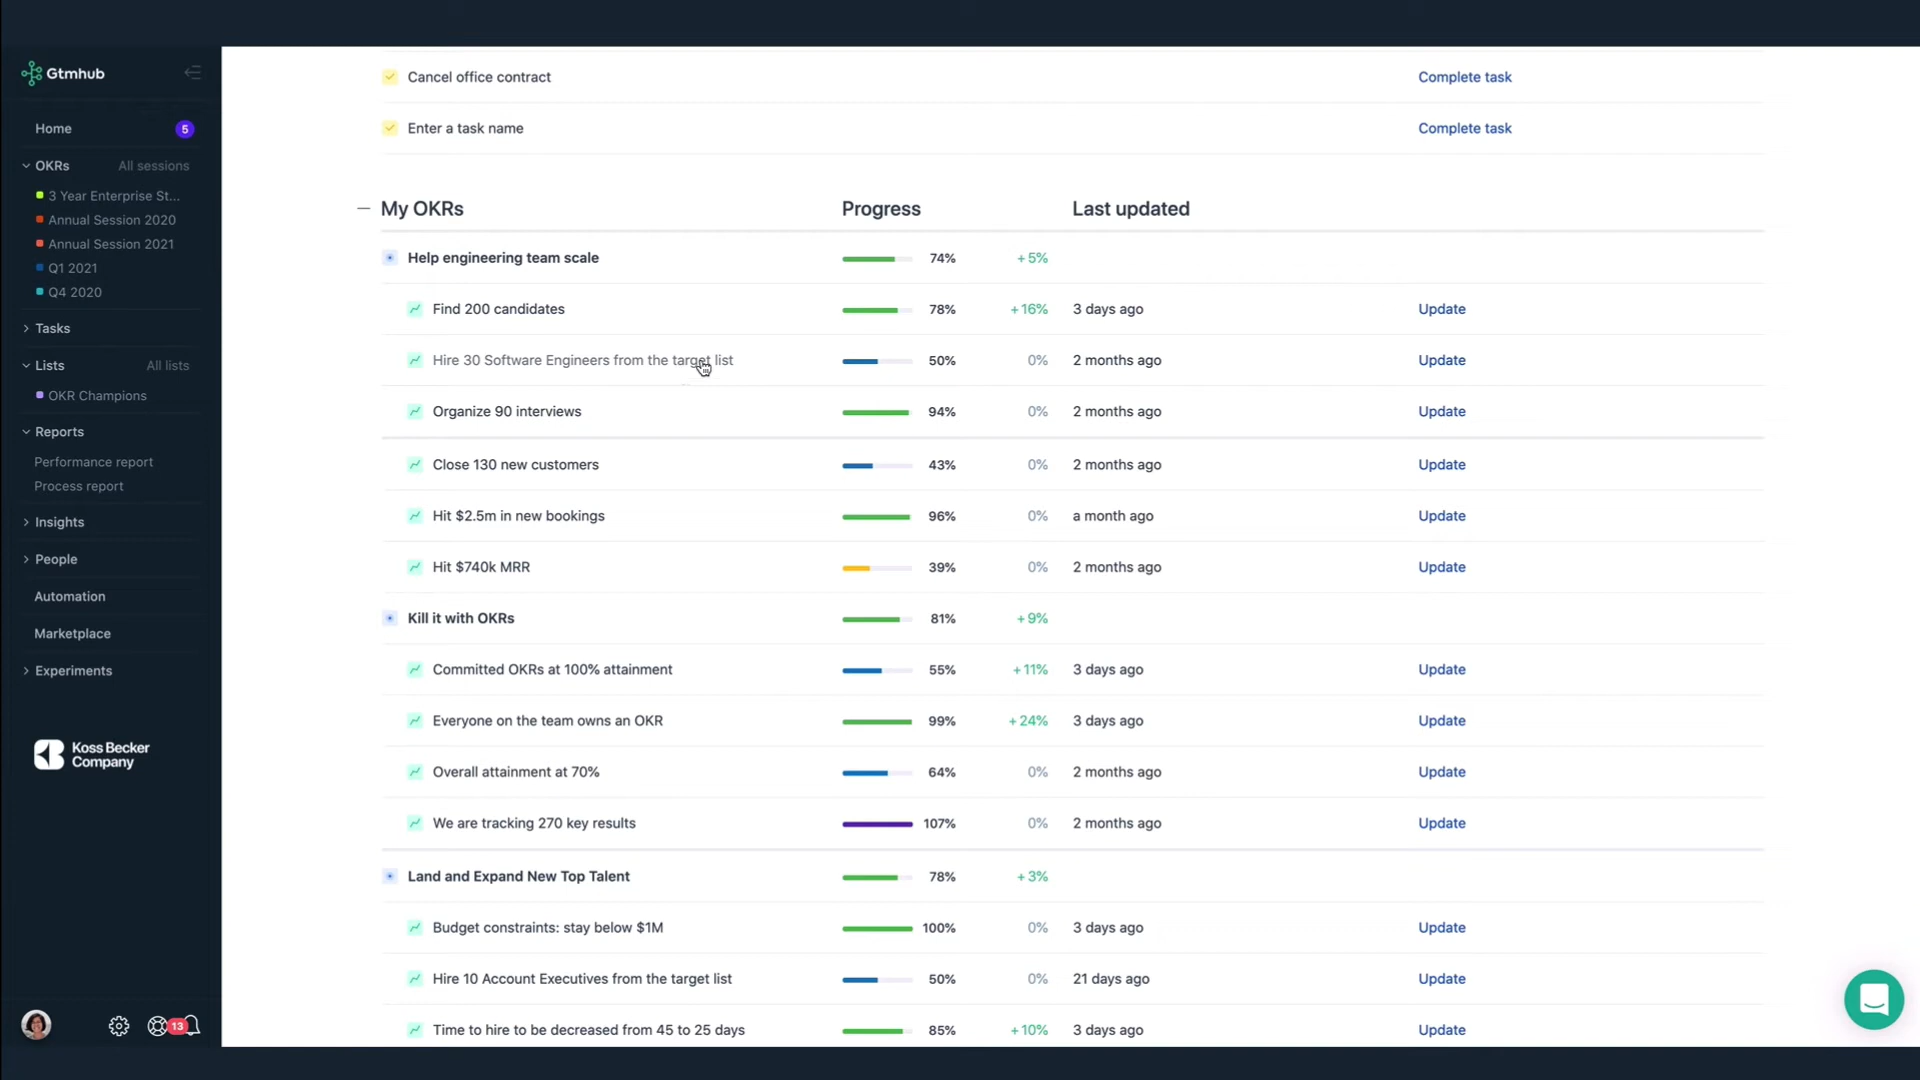 Gtmhub
Home 5
OKRs All sessions
3 Year Enterprise St...
Annual Session 2020
Annual Session 2021
Q1 2021
Q4 2020
Tasks
Lists All lists
OKR Champions
Reports
Performance report
Process report
Insights
People
Automation
Marketplace
Experiments
Koss Becker
Company
13
Cancel office contract Complete task
Enter a task name Complete task
My OKRs Progress Last updated
Help engineering team scale 74% +5%
Find 200 candidates 78% +16% 3 days ago Update
Hire 30 Software Engineers from the target list 50% 0% 2 months ago Update
Organize 90 interviews 94% 0% 2 months ago Update
Close 130 new customers 43% 0% 2 months ago Update
Hit $2.5m in new bookings 96% 0% a month ago Update
Hit $740k MRR 39% 0% 2 months ago Update
Kill it with OKRs 81% +9%
Committed OKRs at 100% attainment 55% +11% 3 days ago Update
Everyone on the team owns an OKR 99% +24% 3 days ago Update
Overall attainment at 70% 64% 0% 2 months ago Update
We are tracking 270 key results 107% 0% 2 months ago Update
Land and Expand New Top Talent 78% +3%
Budget constraints: stay below $1M 100% 0% 3 days ago Update
Hire 10 Account Executives from the target list 50% 0% 21 days ago Update
Time to hire to be decreased from 45 to 25 days 85% +10% 3 days ago Update